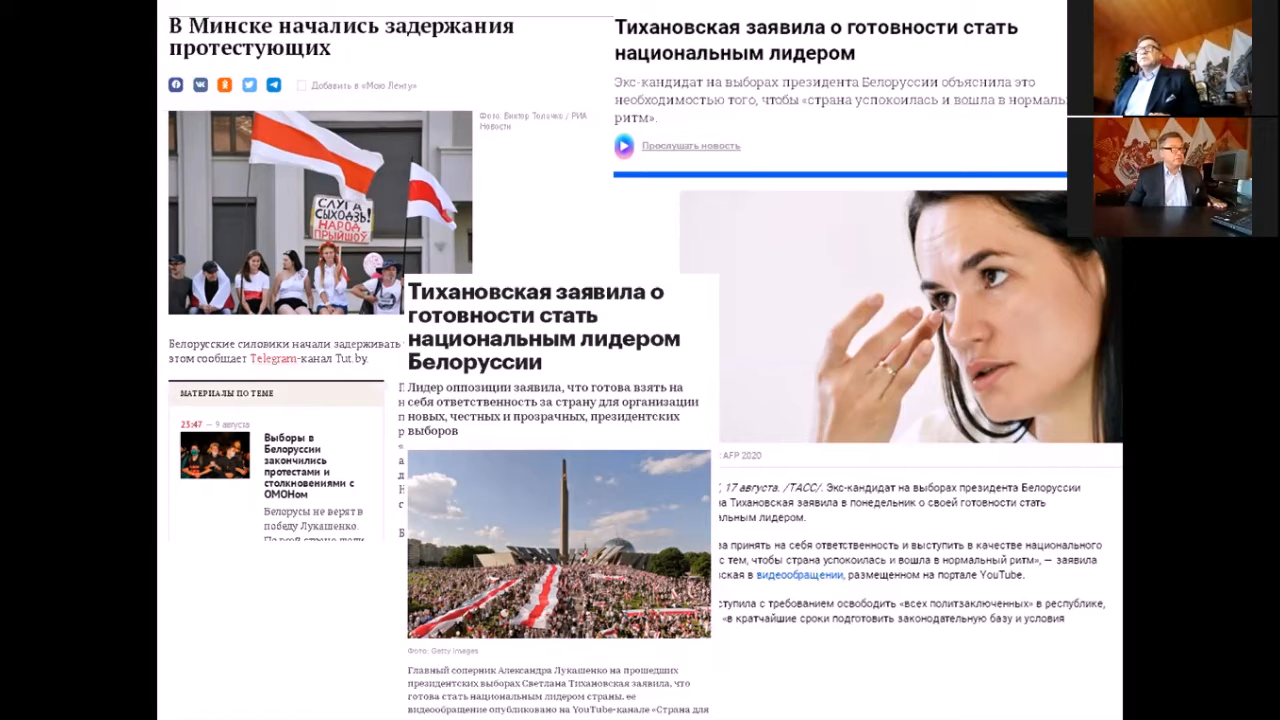 В Минске начались задержания
протестующих
Добавить в «Мою Ленту»
Фото: Виктор Толочко / РИА
Новости
СЛУГА
СЫХОДЗЬ!
НАРОД
ПРЫЙШОЎ
Белорусские силовики начали задерживать
этом сообщает Telegram-канал Tut.by.
МАТЕРИАЛЫ ПО ТЕМЕ
23:47 — 9 августа
Выборы в
Белоруссии
закончились
протестами и
столкновениями с
ОМОНом
Белорусы не верят в
победу Лукашенко.
Тихановская заявила о
готовности стать
национальным лидером
Белоруссии
Лидер оппозиции заявила, что готова взять на
себя ответственность за страну для организации
новых, честных и прозрачных, президентских
выборов
Фото: Getty Images
Главный соперник Александра Лукашенко на прошедших
президентских выборах Светлана Тихановская заявила, что
готова стать национальным лидером страны, ее
видеообращение опубликовано на YouTube-канале «Страна для
Тихановская заявила о готовности стать
национальным лидером
Экс-кандидат на выборах президента Белоруссии объяснила это
необходимостью того, чтобы «страна успокоилась и вошла в нормаль
ритм».
Прослушать новость
: AFP 2020
, 17 августа. /ТАСС/. Экс-кандидат на выборах президента Белоруссии
а Тихановская заявила в понедельник о своей готовности стать
альным лидером.
ва принять на себя ответственность и выступить в качестве национального
с тем, чтобы страна успокоилась и вошла в нормальный ритм», — заявила
ская в видеообращении, размещенном на портале YouTube.
ступила с требованием освободить «всех политзаключенных» в республике,
«в кратчайшие сроки подготовить законодательную базу и условия